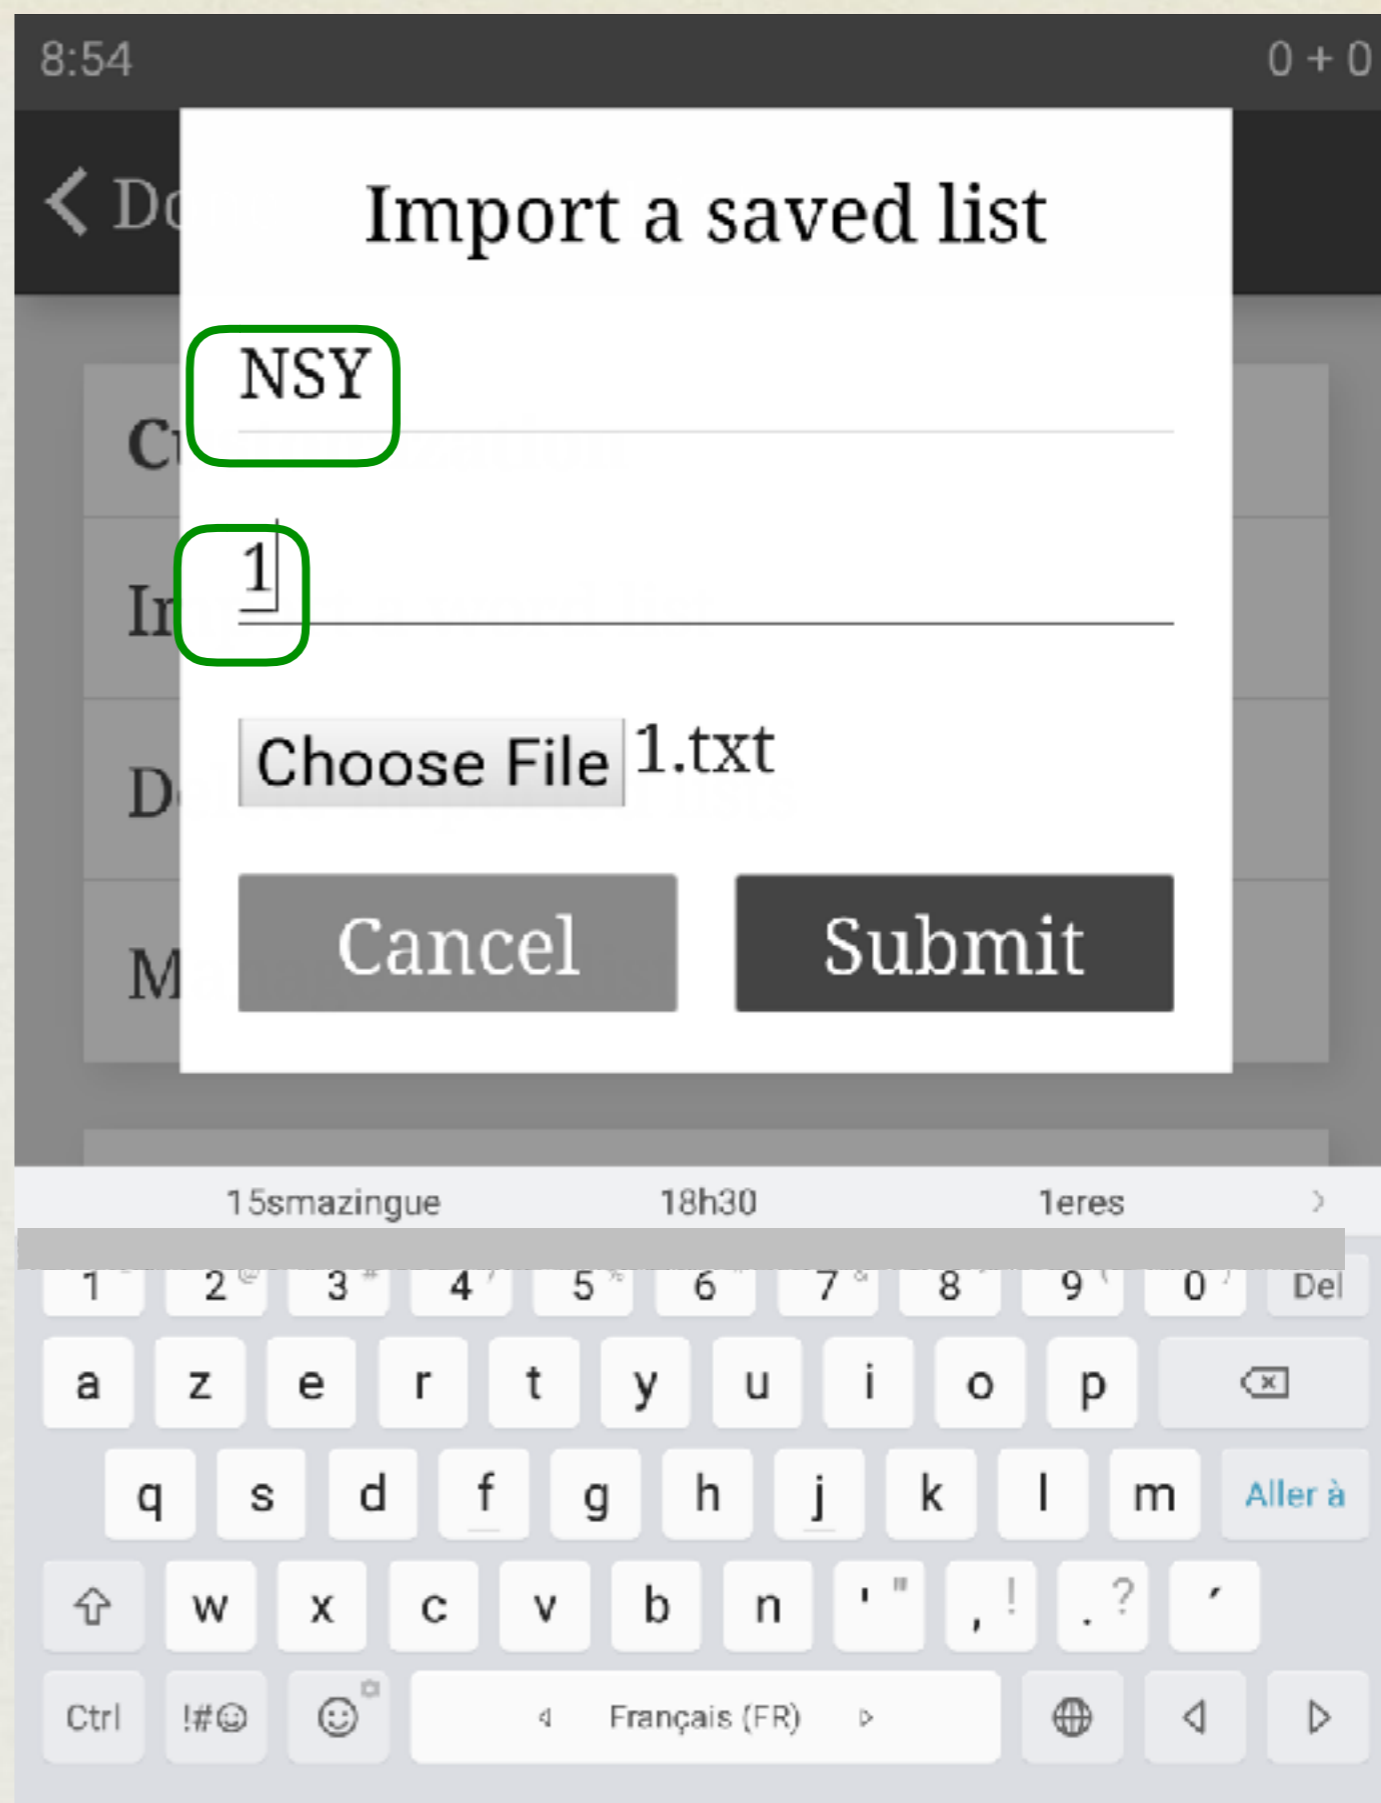 8:54 0 + 0
Import a saved list
NSY
1
Choose File 1.txt
Cancel Submit
15smazingue 18h30 1eres
1 2 @ 3 # 4 / 5 % 6 7 & 8 9 ( 0 ) Del
a z e r t y u i o p
q s d f g h j k l m Aller à
w x c v b n ' " , ! . ? ´
Ctrl !#☺ Français (FR)